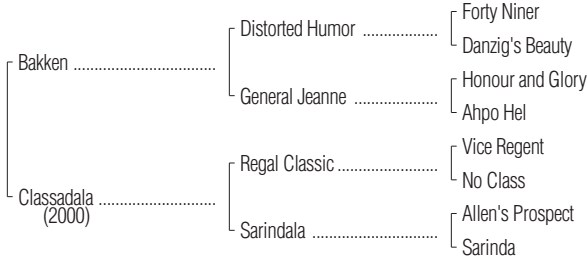 Forty Niner
Distorted Humor ..................
Danzig's Beauty
Bakken ..................................
Honour and Glory
General Jeanne ....................
Ahpo Hel
Vice Regent
Regal Classic ........................
No Class
Classadala ............................
(2000)
Allen's Prospect
Sarindala ..............................
Sarinda